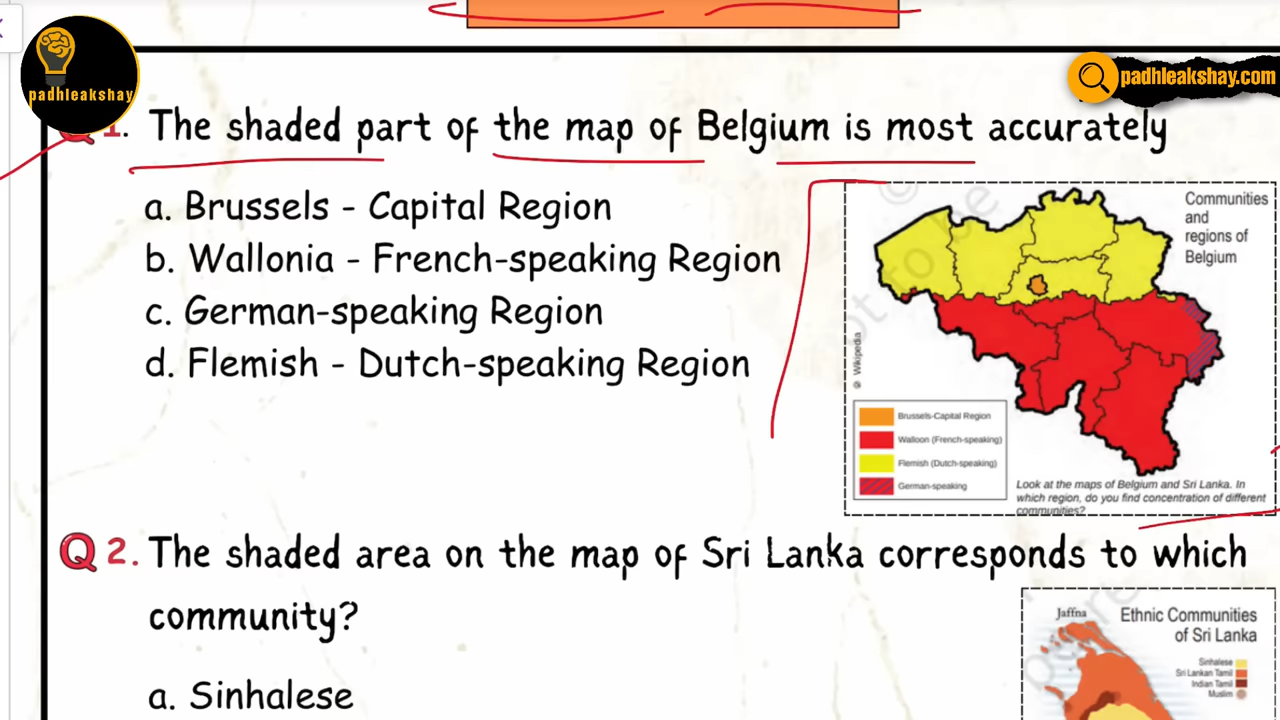 padhleakshay
padhleakshay.com
Q 1. The shaded part of the map of Belgium is most accurately
a. Brussels - Capital Region
b. Wallonia - French-speaking Region
c. German-speaking Region
d. Flemish - Dutch-speaking Region
Communities
and
regions of
Belgium
© Wikipedia
Brussels-Capital Region
Walloon (French-speaking)
Flemish (Dutch-speaking)
German-speaking
Look at the maps of Belgium and Sri Lanka. In
which region, do you find concentration of different
communities?
Q 2. The shaded area on the map of Sri Lanka corresponds to which
community?
a. Sinhalese
Jaffna
Ethnic Communities
of Sri Lanka
Sinhalese
Sri Lankan Tamil
Indian Tamil
Muslim